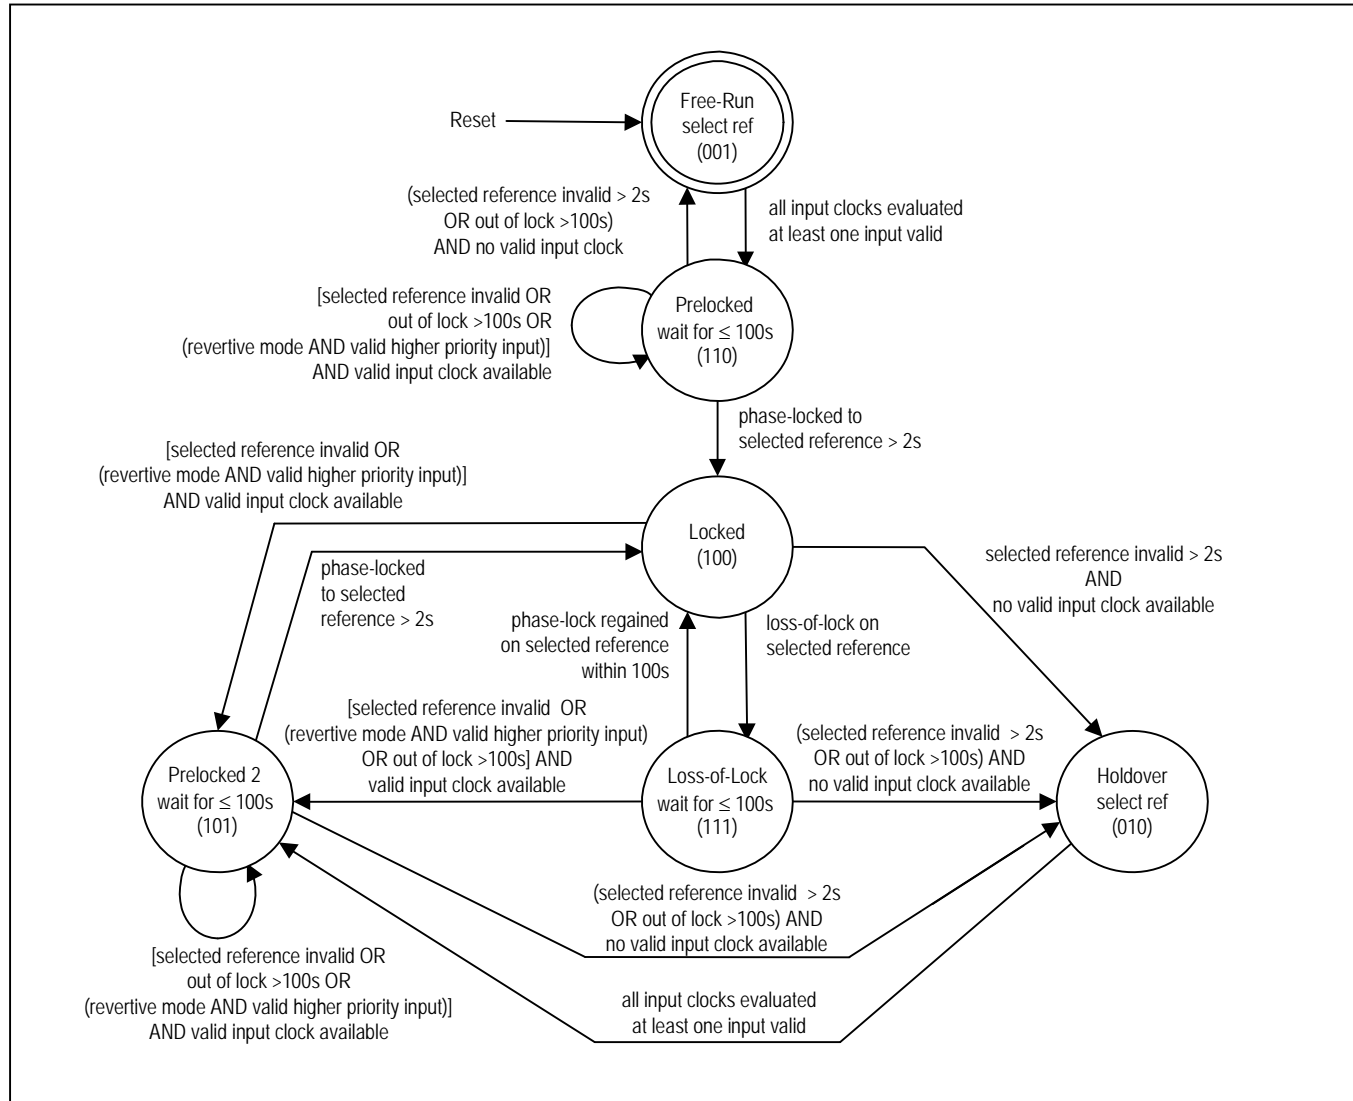 Free-Run
select ref
(001)
Reset
(selected reference invalid > 2s
OR out of lock >100s)
AND no valid input clock
all input clocks evaluated
at least one input valid
[selected reference invalid OR
out of lock >100s OR
(revertive mode AND valid higher priority input)]
AND valid input clock available
Prelocked
wait for ≤ 100s
(110)
phase-locked to
selected reference > 2s
[selected reference invalid OR
(revertive mode AND valid higher priority input)]
AND valid input clock available
Locked
(100)
phase-locked
to selected
reference > 2s
selected reference invalid > 2s
AND
no valid input clock available
phase-lock regained
on selected reference
within 100s
loss-of-lock on
selected reference
[selected reference invalid OR
(revertive mode AND valid higher priority input)
OR out of lock >100s] AND
valid input clock available
(selected reference invalid > 2s
OR out of lock >100s) AND
no valid input clock available
Prelocked 2
wait for ≤ 100s
(101)
Loss-of-Lock
wait for ≤ 100s
(111)
Holdover
select ref
(010)
(selected reference invalid > 2s
OR out of lock >100s) AND
no valid input clock available
[selected reference invalid OR
out of lock >100s OR
(revertive mode AND valid higher priority input)]
AND valid input clock available
all input clocks evaluated
at least one input valid